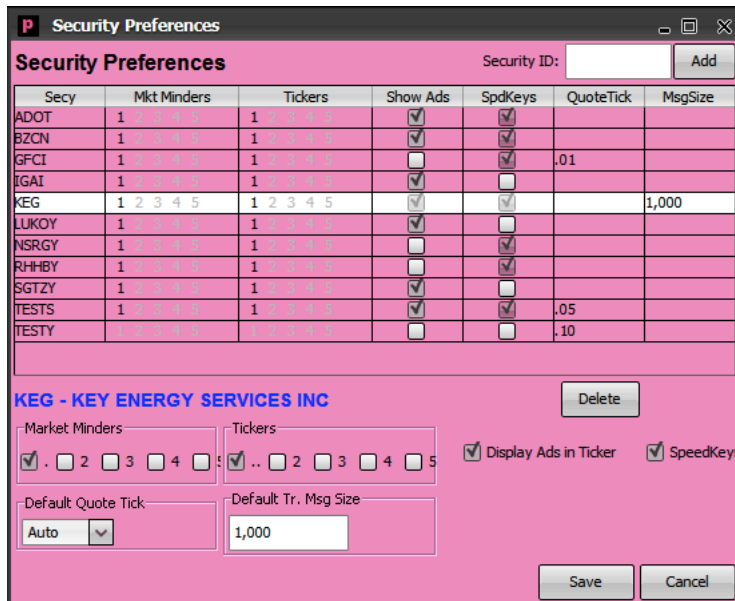 p Security Preferences
Security Preferences Security ID: Add
Secy Mkt Minders Tickers Show Ads SpdKeys QuoteTick MsgSize
ADOT 1 2 3 4 5 1 2 3 4 5
BZCN 1 2 3 4 5 1 2 3 4 5
GFCI 1 2 3 4 5 1 2 3 4 5 .01
IGAI 1 2 3 4 5 1 2 3 4 5
KEG 1 2 3 4 5 1 2 3 4 5 1,000
LUKOY 1 2 3 4 5 1 2 3 4 5
NSRGY 1 2 3 4 5 1 2 3 4 5
RHHBY 1 2 3 4 5 1 2 3 4 5
SGTZY 1 2 3 4 5 1 2 3 4 5
TESTS 1 2 3 4 5 1 2 3 4 5 .05
TESTY 1 2 3 4 5 1 2 3 4 5 .10
KEG - KEY ENERGY SERVICES INC Delete
Market Minders Tickers
. 2 3 4 5 .. 2 3 4 5 Display Ads in Ticker SpeedKeys
Default Quote Tick Default Tr. Msg Size
Auto 1,000
Save Cancel